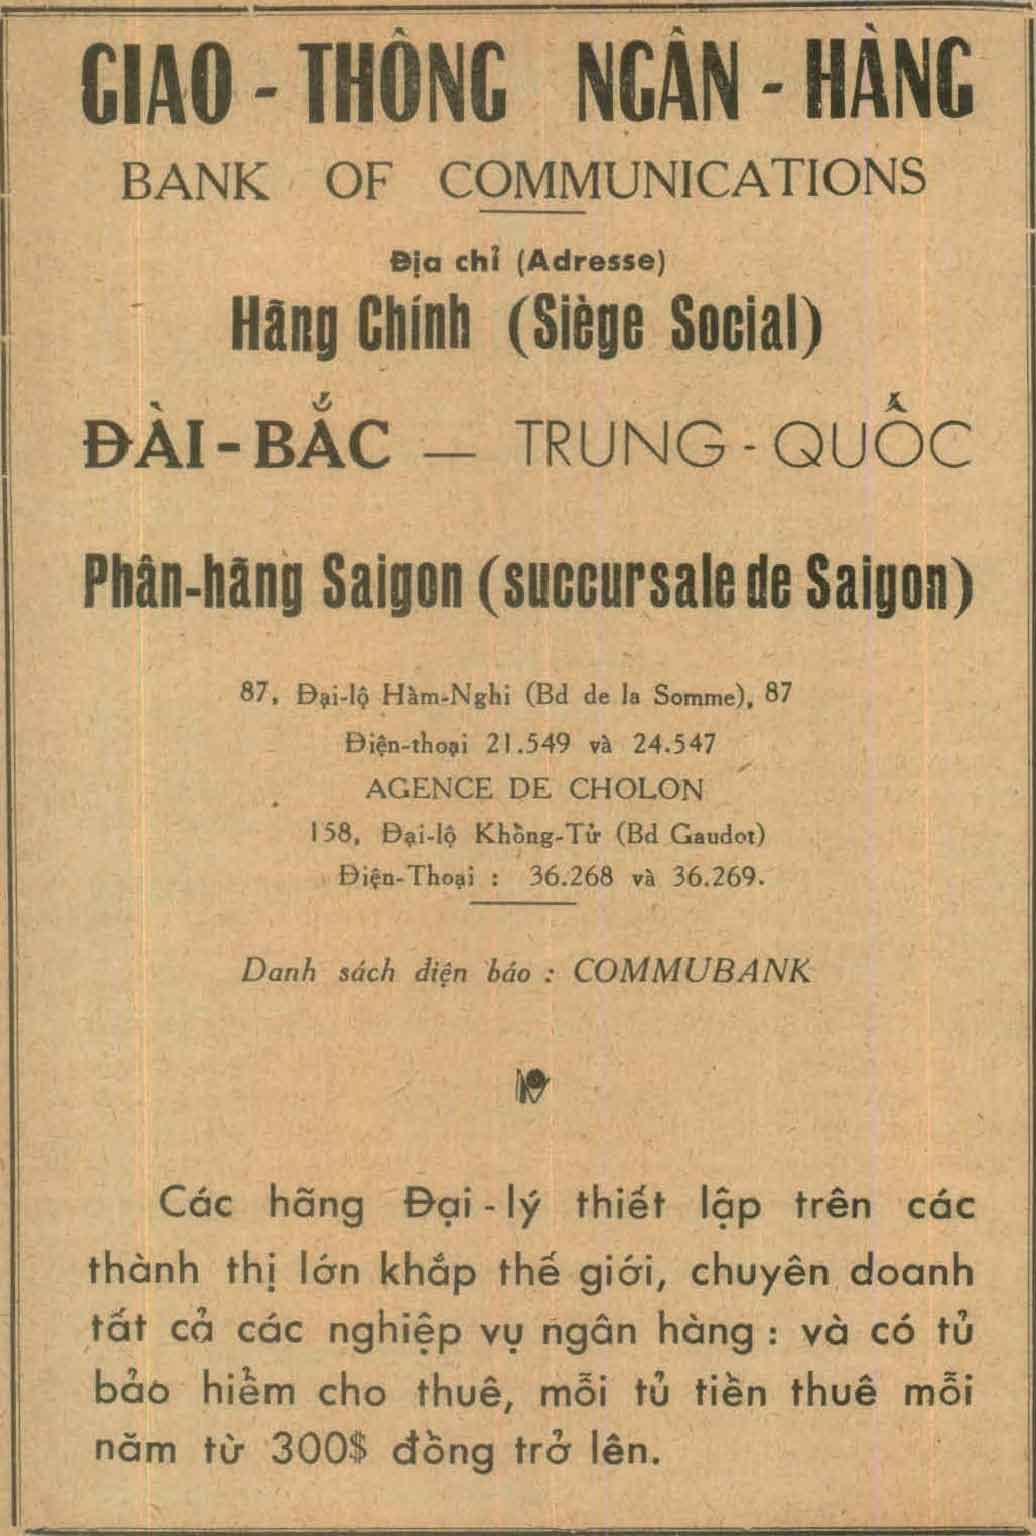 GIAO - THÔNG NGÂN - HÀNG
BANK OF COMMUNICATIONS
Địa chỉ (Adresse)
Hãng Chính (Siège Social)
ĐÀI - BẮC — TRUNG - QUỐC
Phân-hãng Saigon (succursale de Saigon)
87, Đại-lộ Hàm-Nghi (Bd de la Somme), 87
Điện-thoại 21.549 và 24.547
AGENCE DE CHOLON
158, Đại-lộ Khồng-Tử (Bd Gaudot)
Điện-Thoại : 36.268 và 36.269.
Danh sách điện báo : COMMUBANK
Các hãng Đại - lý thiết lập trên các
thành thị lớn khắp thế giới, chuyên doanh
tất cả các nghiệp vụ ngân hàng : và có tủ
bảo hiềm cho thuê, mỗi tủ tiền thuê mỗi
năm từ 300$ đồng trở lên.